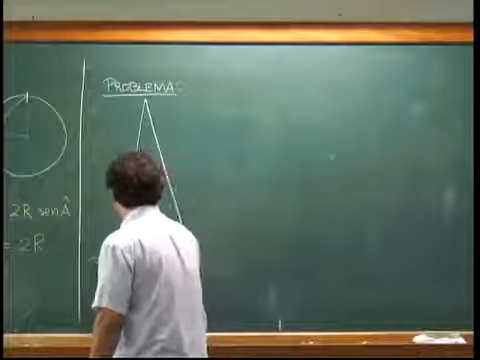 2R sen Â
= 2R
PROBLEMA